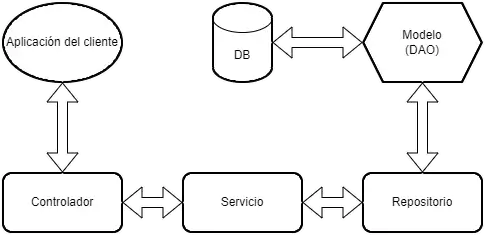 Aplicación del cliente
DB
Modelo
(DAO)
Controlador
Servicio
Repositorio